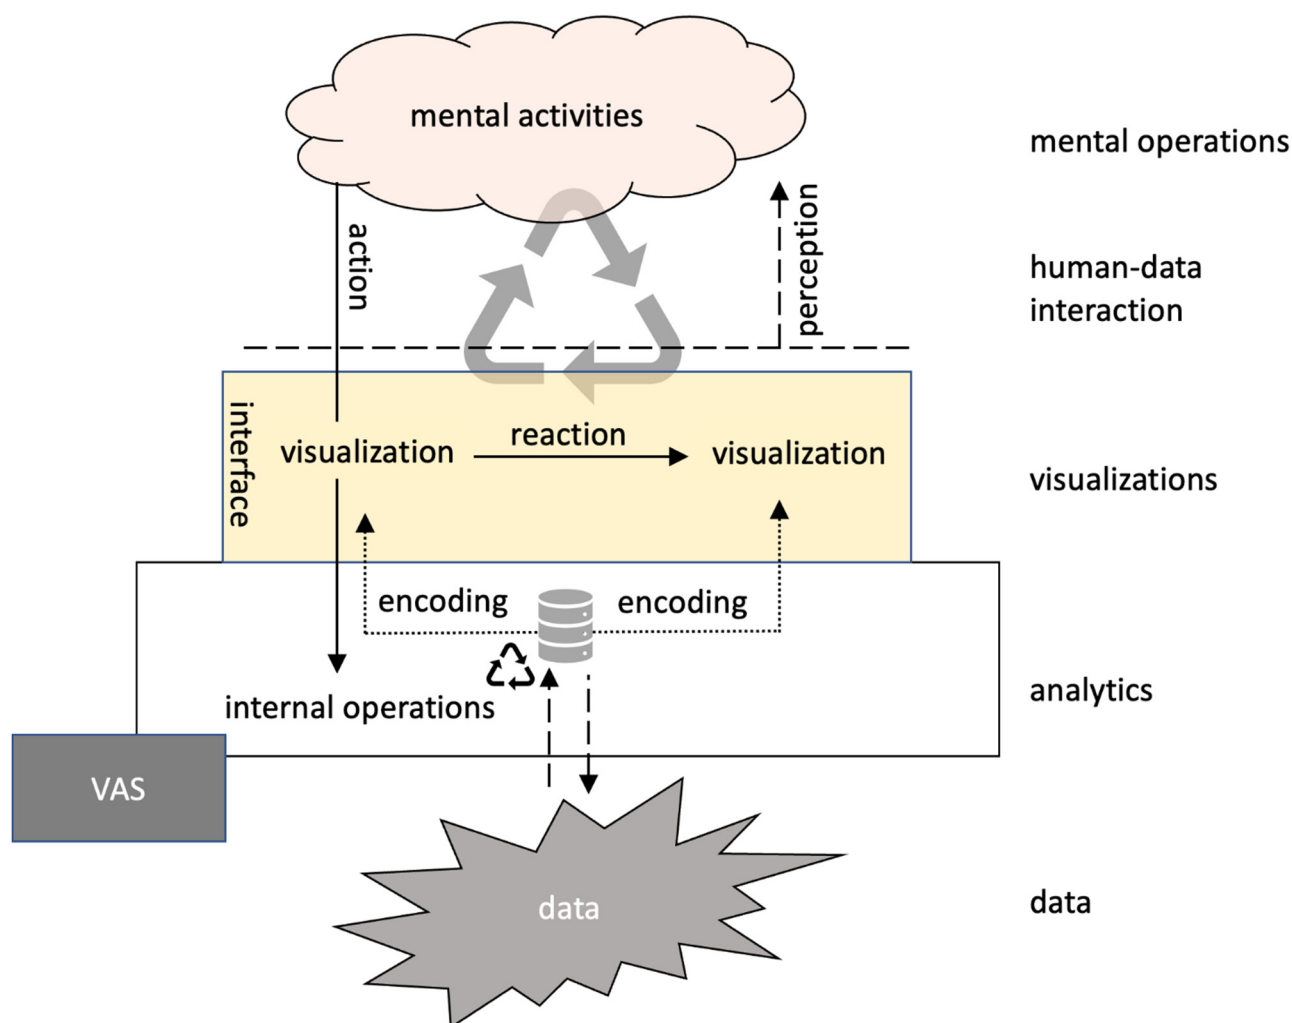 mental activities
mental operations
action
perception
human-data
interaction
interface
visualization
reaction
visualization
visualizations
encoding
encoding
internal operations
analytics
VAS
data
data